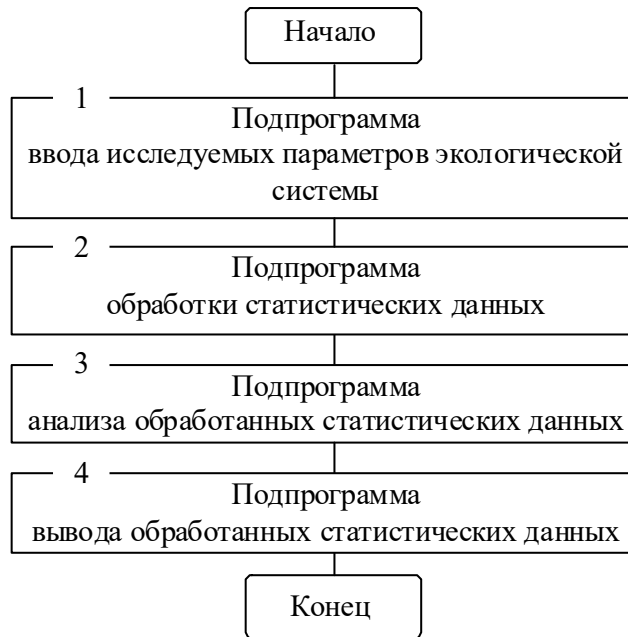 Начало
1
Подпрограмма
ввода исследуемых параметров экологической
системы
2
Подпрограмма
обработки статистических данных
3
Подпрограмма
анализа обработанных статистических данных
4
Подпрограмма
вывода обработанных статистических данных
Конец